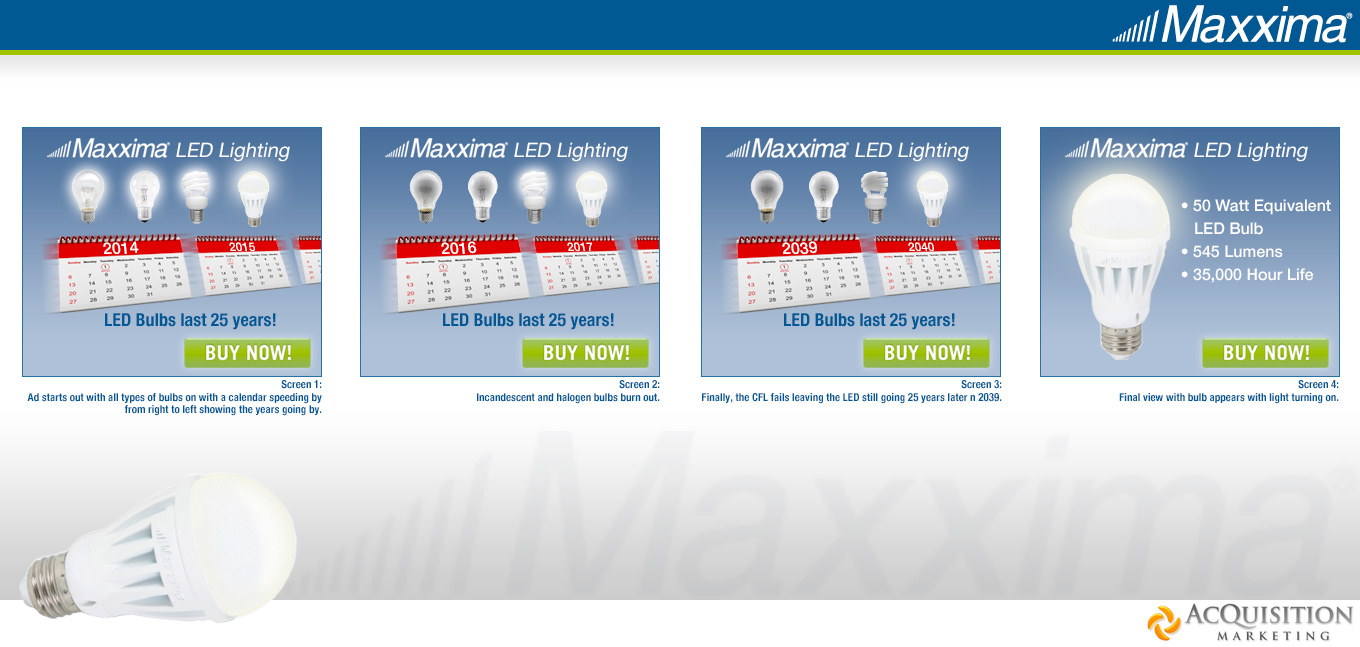 Maxxima®
Maxxima® LED Lighting
2014 2015
LED Bulbs last 25 years!
BUY NOW!
Screen 1:
Ad starts out with all types of bulbs on with a calendar speeding by
from right to left showing the years going by.
Maxxima® LED Lighting
2016 2017
LED Bulbs last 25 years!
BUY NOW!
Screen 2:
Incandescent and halogen bulbs burn out.
Maxxima® LED Lighting
2039 2040
LED Bulbs last 25 years!
BUY NOW!
Screen 3:
Finally, the CFL fails leaving the LED still going 25 years later n 2039.
Maxxima® LED Lighting
• 50 Watt Equivalent
LED Bulb
• 545 Lumens
• 35,000 Hour Life
BUY NOW!
Screen 4:
Final view with bulb appears with light turning on.
Maxxima®
ACQUISITION
MARKETING